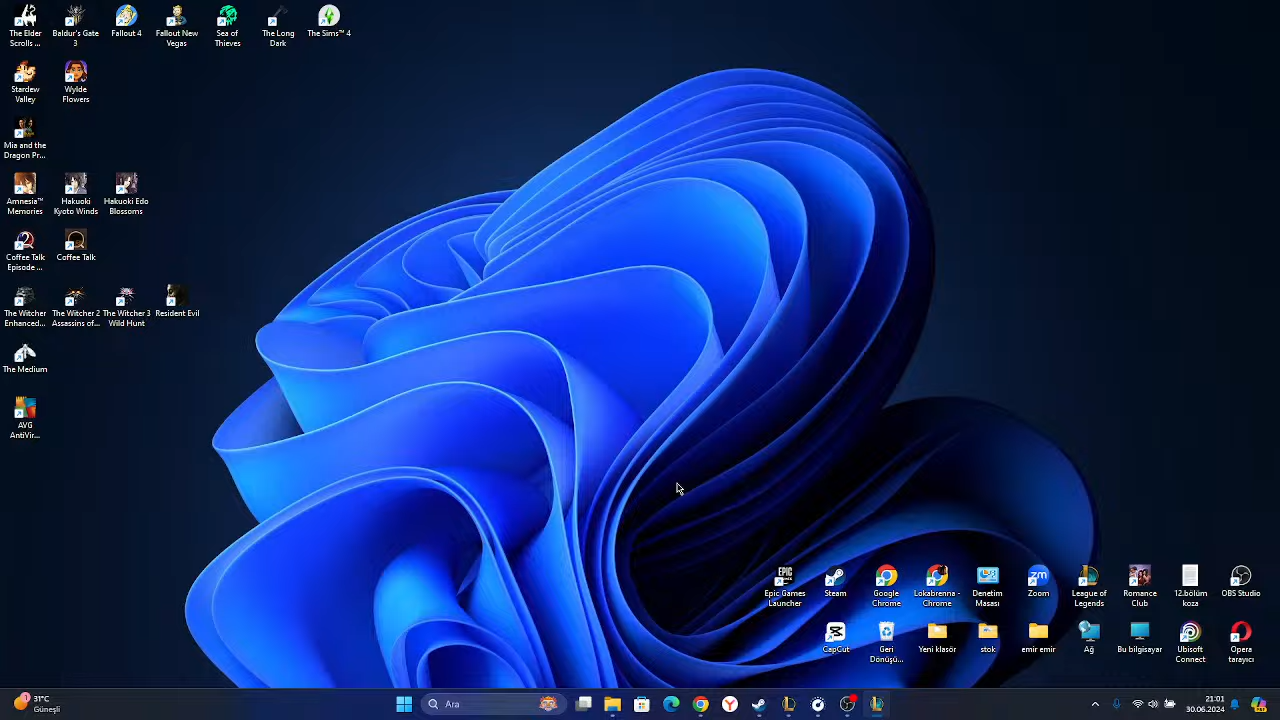 The Elder
Scrolls ...
Baldur's Gate
3
Fallout 4
Fallout New
Vegas
Sea of
Thieves
The Long
Dark
The Sims™ 4
Stardew
Valley
Wylde
Flowers
Mia and the
Dragon Pr...
Amnesia™
Memories
Hakuoki
Kyoto Winds
Hakuoki Edo
Blossoms
Coffee Talk
Episode ...
Coffee Talk
The Witcher
Enhanced...
The Witcher 2
Assassins of...
The Witcher 3
Wild Hunt
Resident Evil
The Medium
AVG
AntiVir...
EPIC
Epic Games
Launcher
Steam
Google
Chrome
Lokabrenna -
Chrome
Denetim
Masası
zm
Zoom
League of
Legends
Romance
Club
12.bölüm
koza
OBS Studio
CapCut
Geri
Dönüşü...
Yeni klasör
stok
emir emir
Ağ
Bu bilgisayar
Ubisoft
Connect
Opera
tarayıcı
31°C
Güneşli
Ara
21:01
30.06.2024